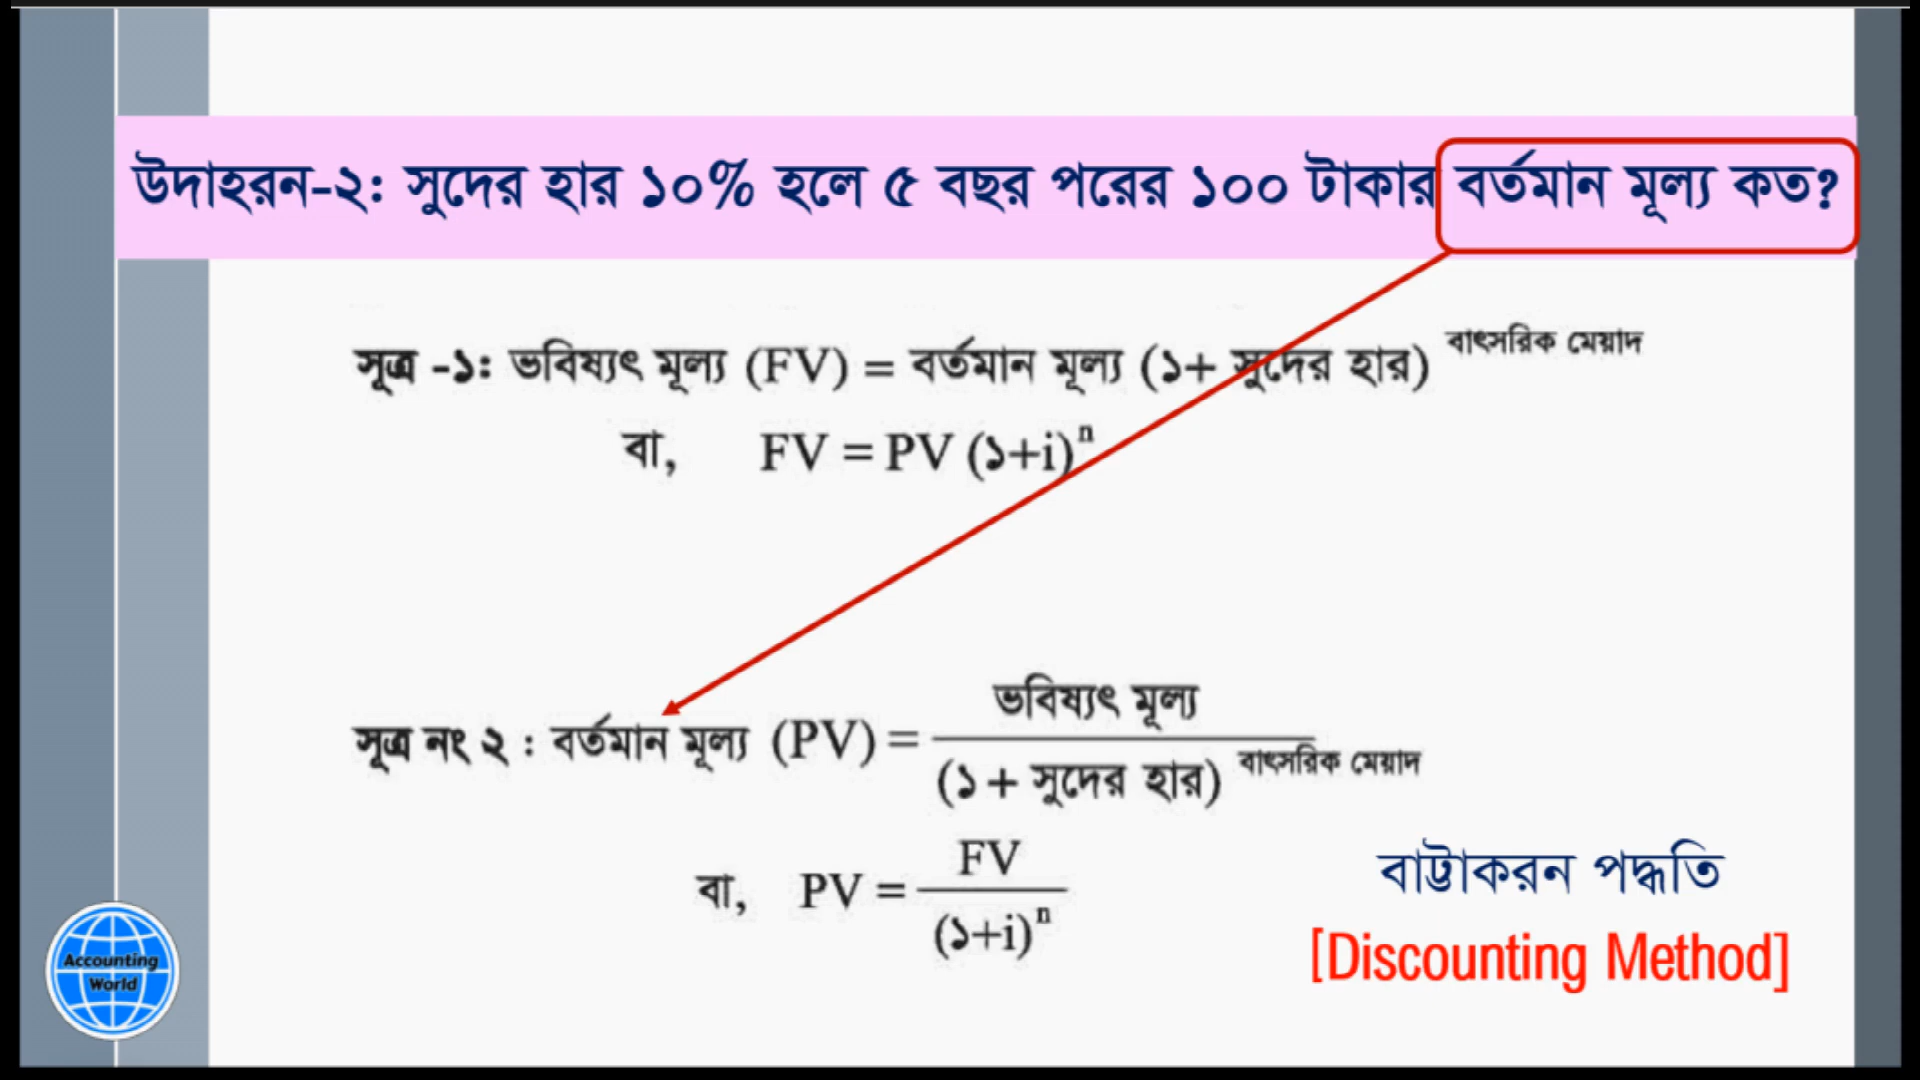 উদাহরন-২: সুদের হার ১০% হলে ৫ বছর পরের ১০০ টাকার বর্তমান মূল্য কত?
সূত্র -১: ভবিষ্যৎ মূল্য (FV) = বর্তমান মূল্য (১+ সুদের হার) বাৎসরিক মেয়াদ
বা, FV = PV (১+i)ⁿ
ভবিষ্যৎ মূল্য
সূত্র নং ২ : বর্তমান মূল্য (PV) =
(১ + সুদের হার) বাৎসরিক মেয়াদ
FV
বা, PV =
(১+i)ⁿ
বাট্টাকরন পদ্ধতি
[Discounting Method]
Accounting
World